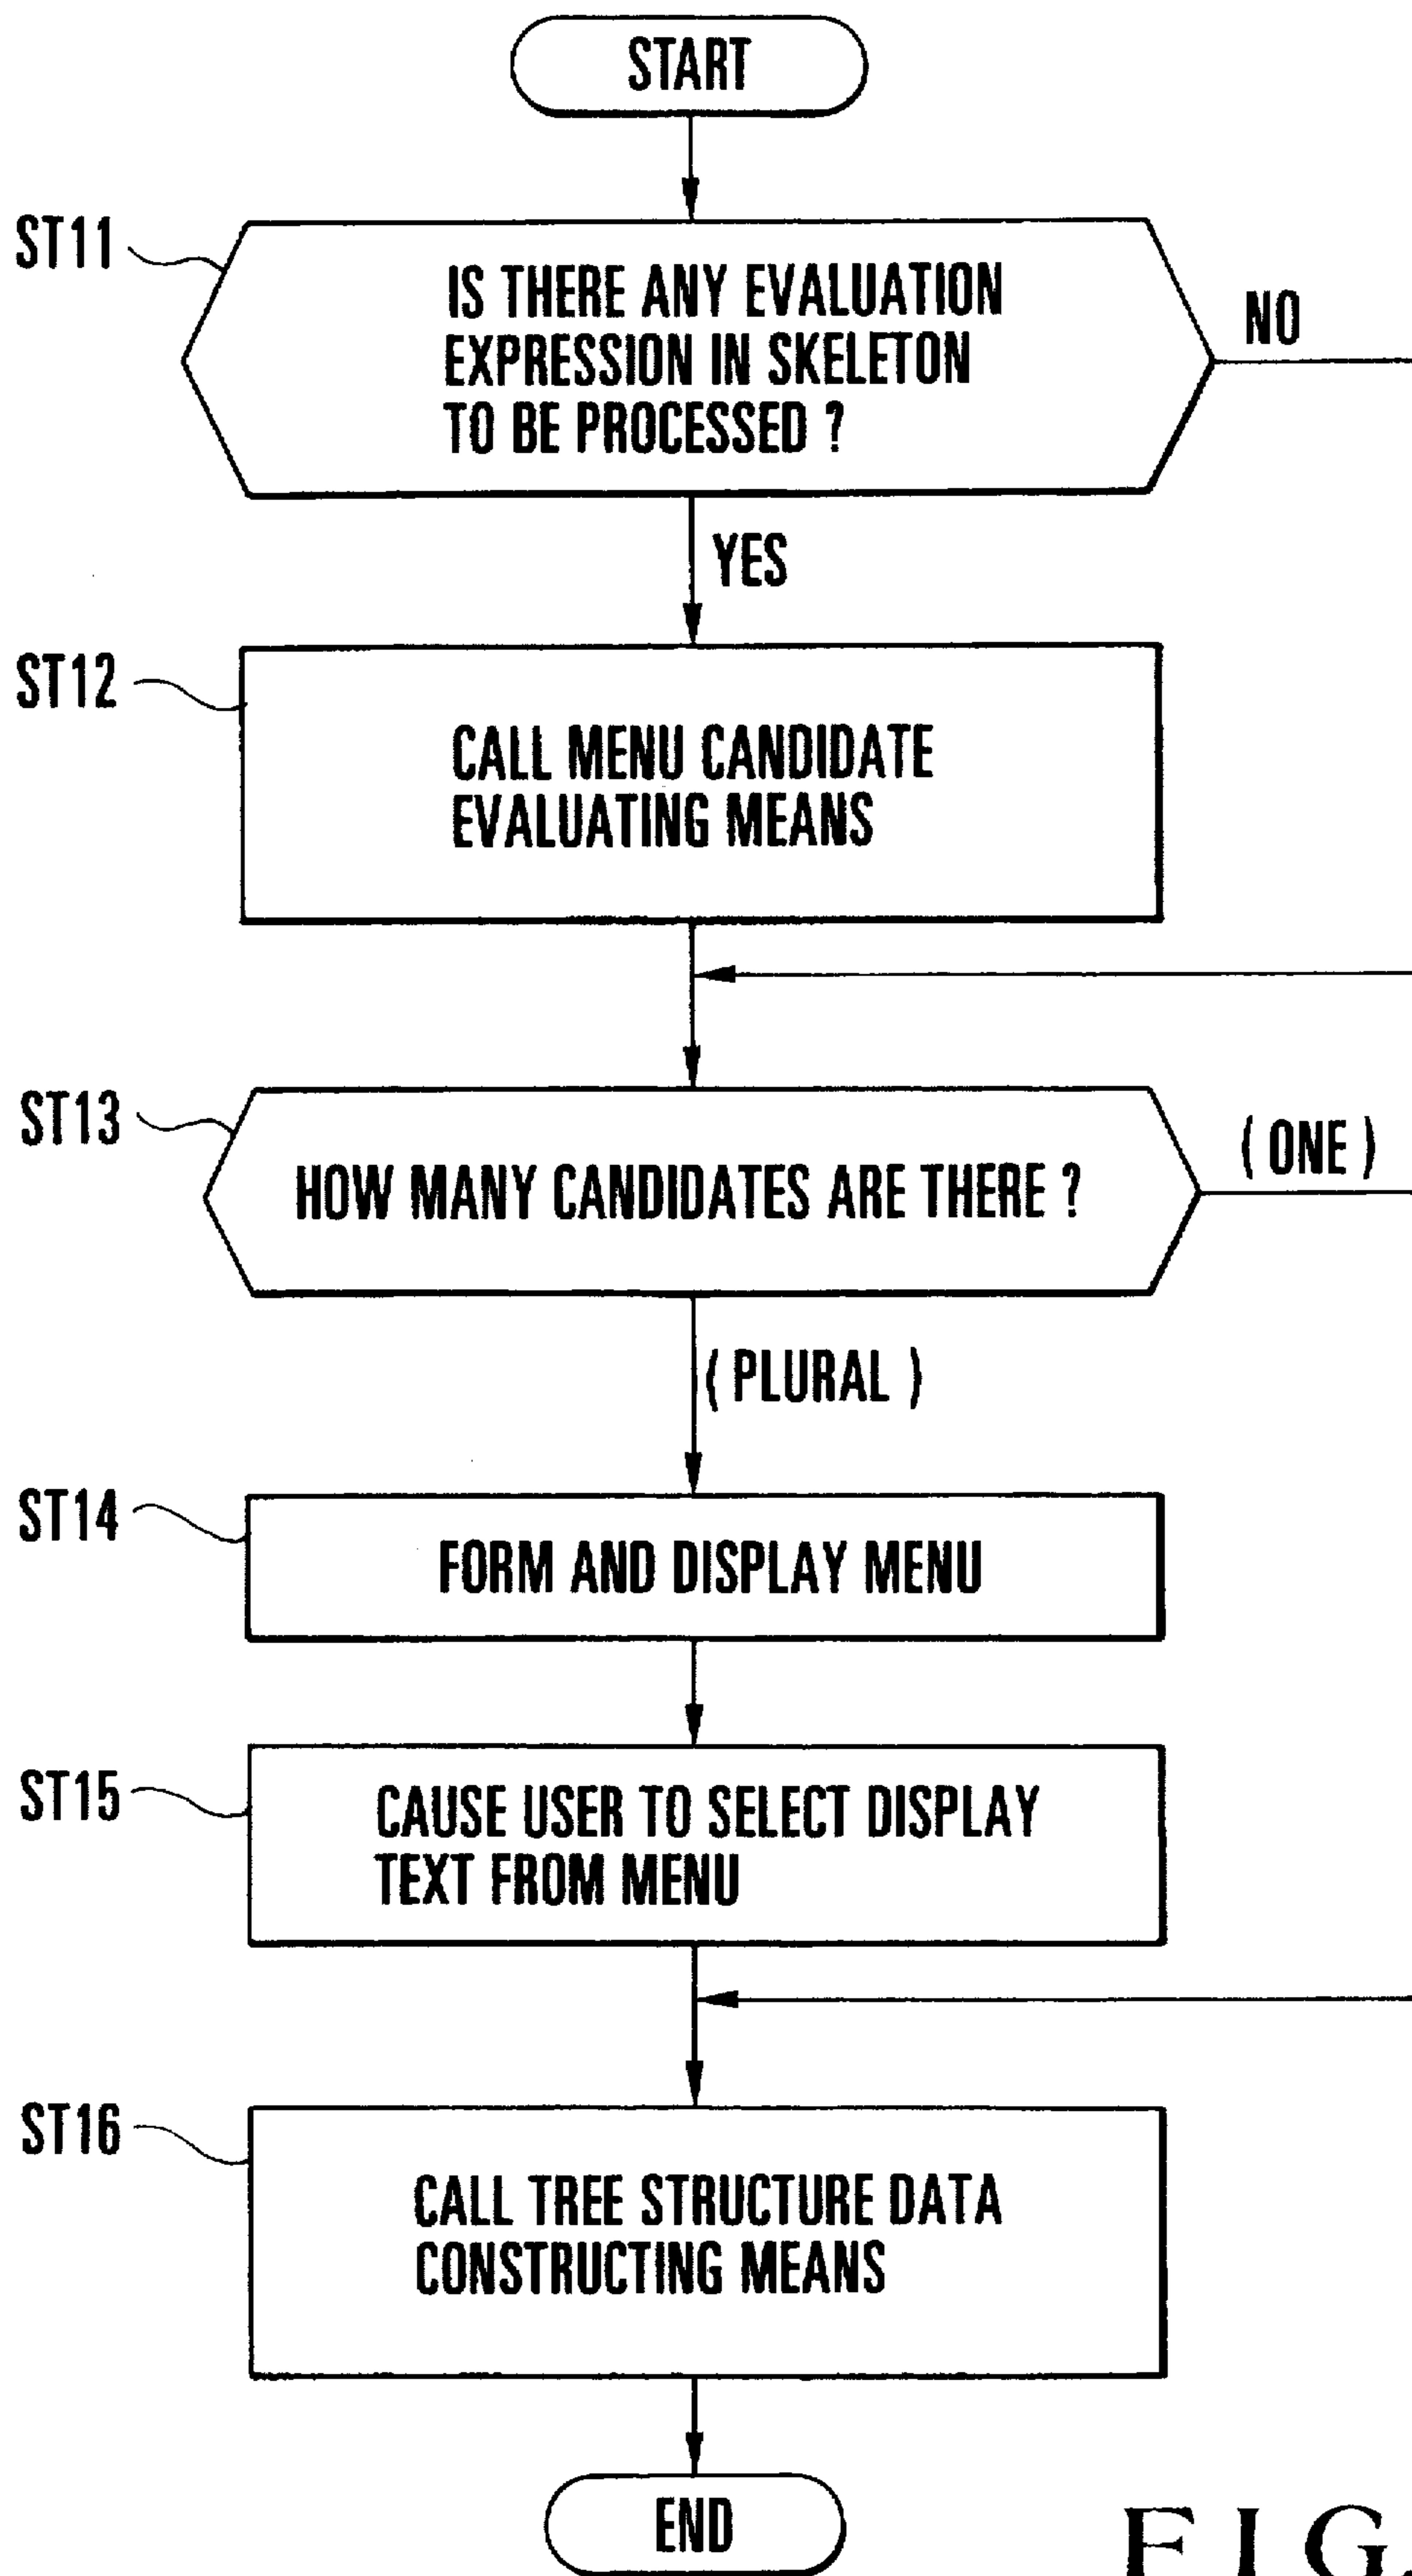 START
ST11
IS THERE ANY EVALUATION
EXPRESSION IN SKELETON
TO BE PROCESSED ?
NO
YES
ST12
CALL MENU CANDIDATE
EVALUATING MEANS
ST13
HOW MANY CANDIDATES ARE THERE ?
( ONE )
( PLURAL )
ST14
FORM AND DISPLAY MENU
ST15
CAUSE USER TO SELECT DISPLAY
TEXT FROM MENU
ST16
CALL TREE STRUCTURE DATA
CONSTRUCTING MEANS
END
FIG.